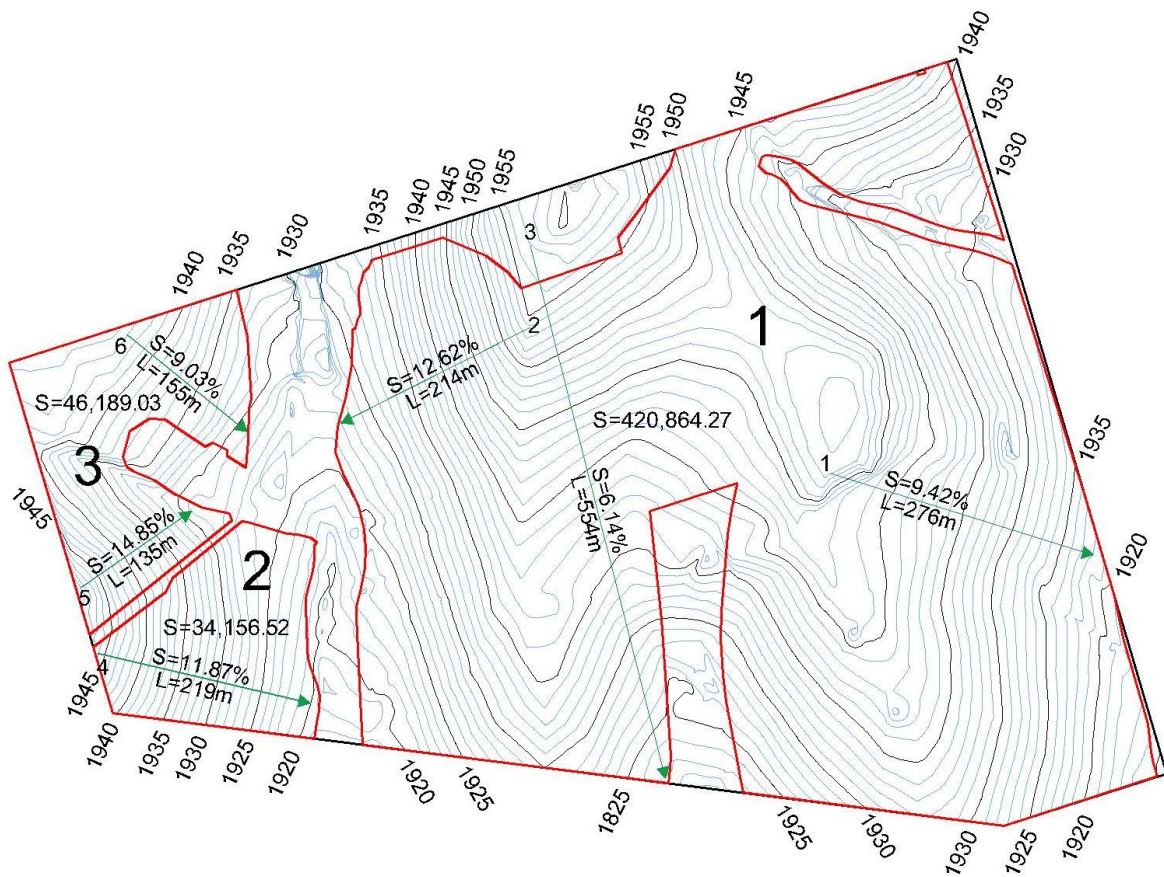 1940
1935
1930
1945
1950
1955
1955
1950
1945
1940
1935
1930
1935
1940
3
1
2
6
S=9.03%
L=155m
S=12.62%
L=214m
S=46,189.03
S=420,864.27
3
1945
1
S=9.42%
L=276m
1935
S=6.14%
L=554m
S=14.85%
L=135m
5
2
1920
S=34,156.52
4
S=11.87%
L=219m
1945
1940
1935
1930
1925
1920
1920
1925
1825
1925
1930
1930
1925
1920